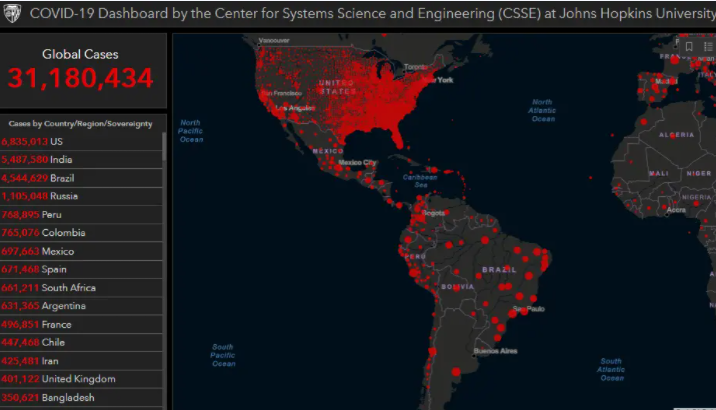 COVID-19 Dashboard by the Center for Systems Science and Engineering (CSSE) at Johns Hopkins University
Global Cases
31,180,434
Cases by Country/Region/Sovereignty
6,835,013 US
5,487,580 India
4,544,629 Brazil
1,105,048 Russia
768,895 Peru
765,076 Colombia
697,663 Mexico
671,468 Spain
661,211 South Africa
631,365 Argentina
496,851 France
447,468 Chile
425,481 Iran
401,122 United Kingdom
350,621 Bangladesh
Vancouver
Toronto
New York
UNITED
STATES
San Francisco
Los Angeles
North
Pacific
Ocean
North
Atlantic
Ocean
MÉXICO
Mexico City
Caribbean
Sea
Bogota
PERU
BRAZIL
BOLIVIA
Sao Paulo
Buenos Aires
South
Pacific
Ocean
South
Atlantic
Ocean
Madrid
ITALY
ALGERIA
MALI
NIGER
NIGERIA
Accra